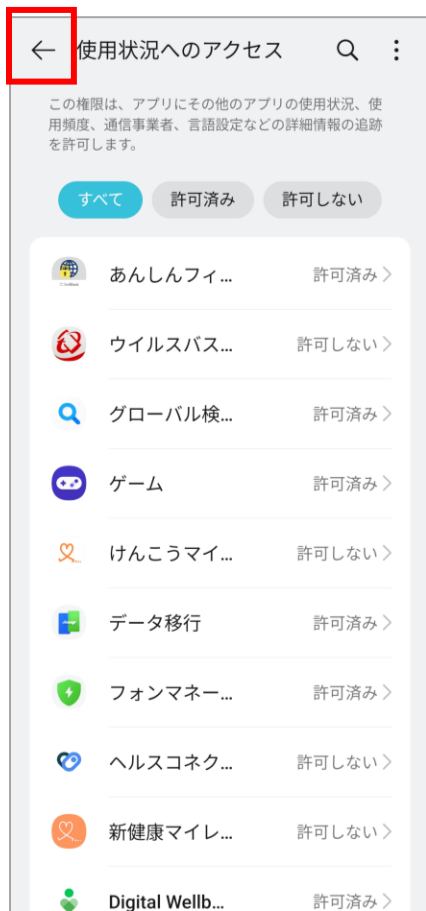 使用状況へのアクセス
この権限は、アプリにその他のアプリの使用状況、使
用頻度、通信事業者、言語設定などの詳細情報の追跡
を許可します。
すべて 許可済み 許可しない
あんしんフィ... 許可済み
ウイルスバス... 許可しない
グローバル検... 許可済み
ゲーム 許可済み
けんこうマイ... 許可しない
データ移行 許可済み
フォンマネー... 許可済み
ヘルスコネク... 許可しない
新健康マイレ... 許可しない
Digital Wellb... 許可済み